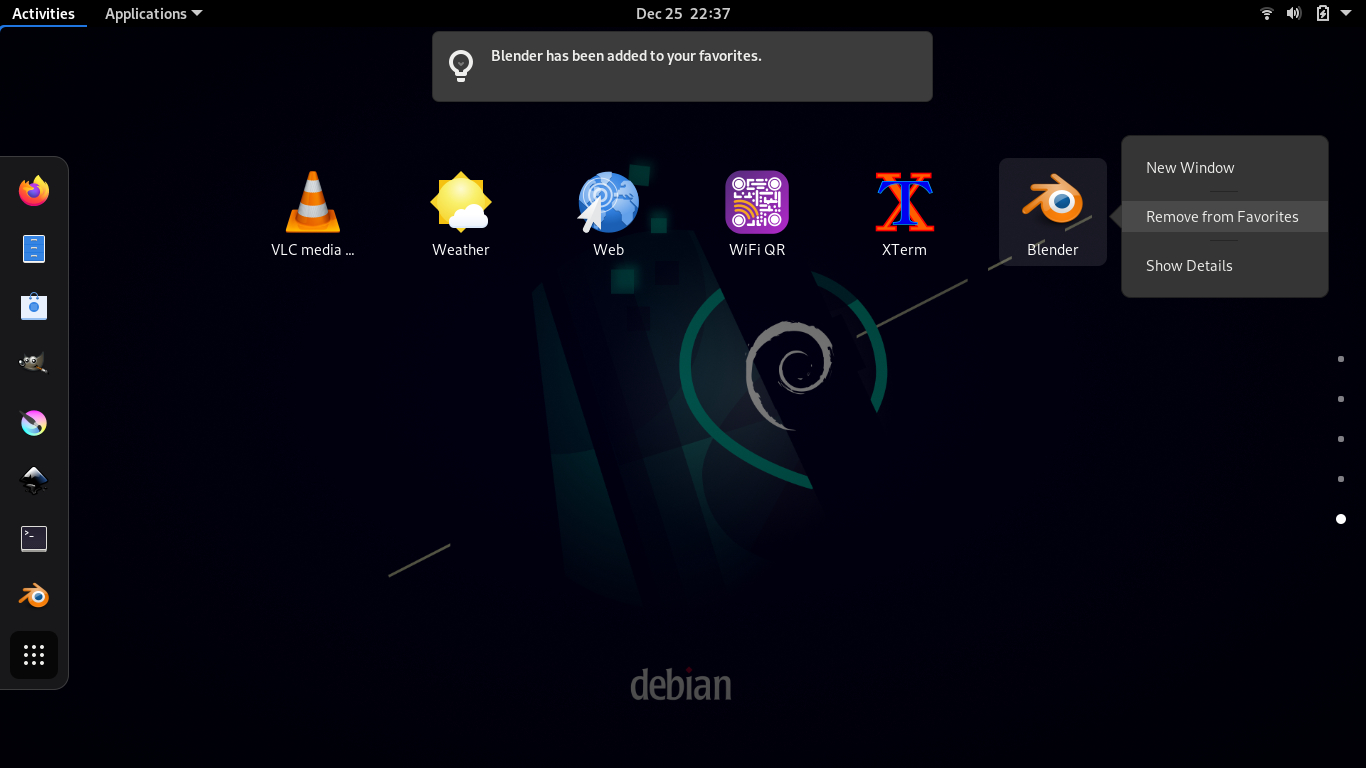 Activities
Applications
Dec 25 22:37
Blender has been added to your favorites.
VLC media ...
Weather
Web
WiFi QR
XTerm
Blender
New Window
Remove from Favorites
Show Details
>_
debian